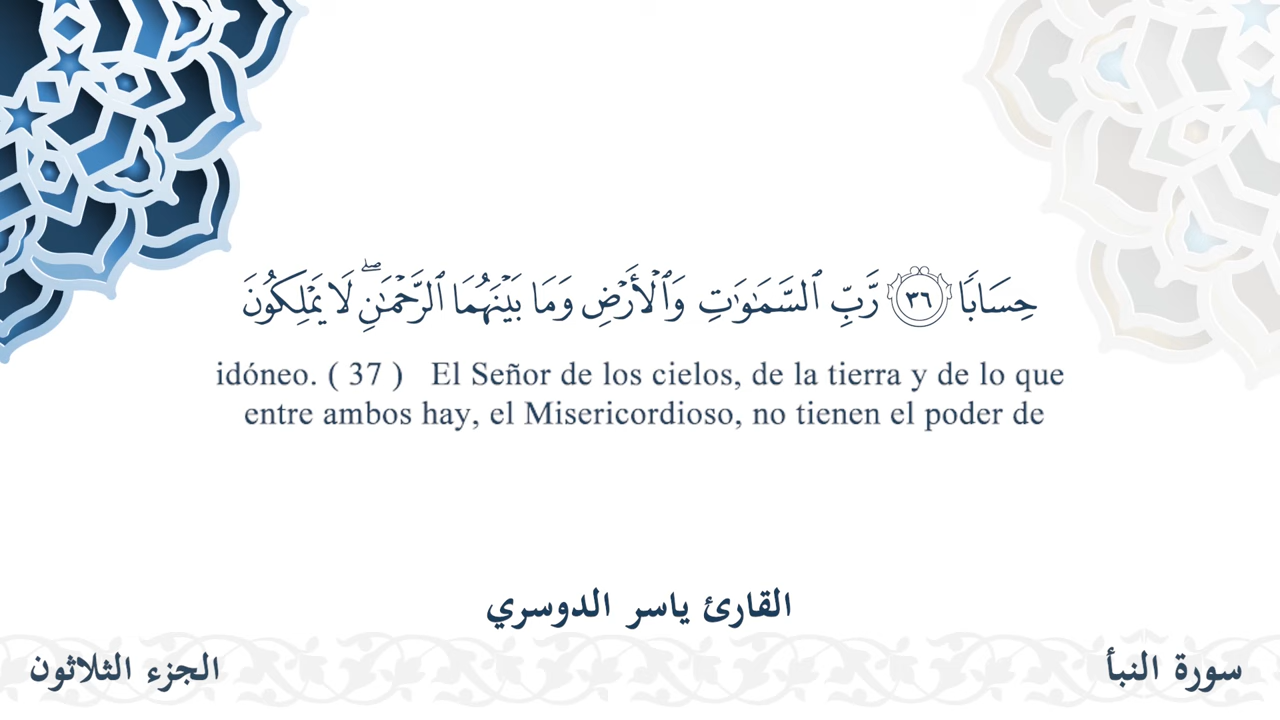 حِسَابًا ٣٦ رَّبِّ ٱلسَّمَٰوَٰتِ وَٱلْأَرْضِ وَمَا بَيْنَهُمَا ٱلرَّحْمَٰنِۖ لَا يَمْلِكُونَ
idóneo. ( 37 ) El Señor de los cielos, de la tierra y de lo que
entre ambos hay, el Misericordioso, no tienen el poder de
القارئ ياسر الدوسري
سورة النبأ
الجزء الثلاثون